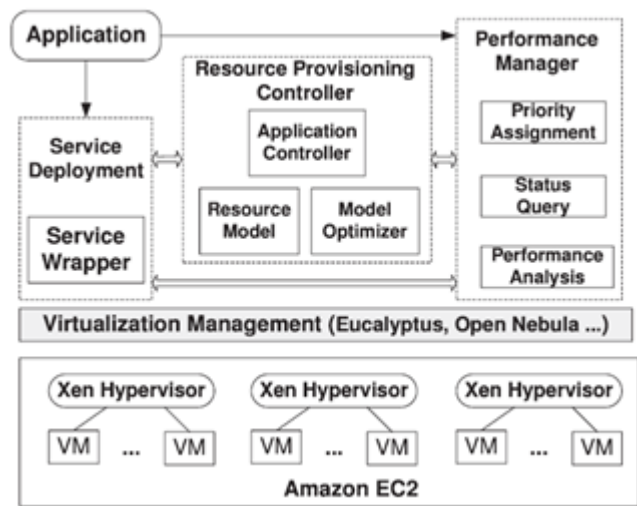 Application
Performance
Manager
Priority
Assignment
Status
Query
Performance
Analysis
Resource Provisioning
Controller
Application
Controller
Resource
Model
Model
Optimizer
Service
Deployment
Service
Wrapper
Virtualization Management (Eucalyptus, Open Nebula ...)
Xen Hypervisor
Xen Hypervisor
Xen Hypervisor
VM ... VM
VM ... VM
VM ... VM
Amazon EC2